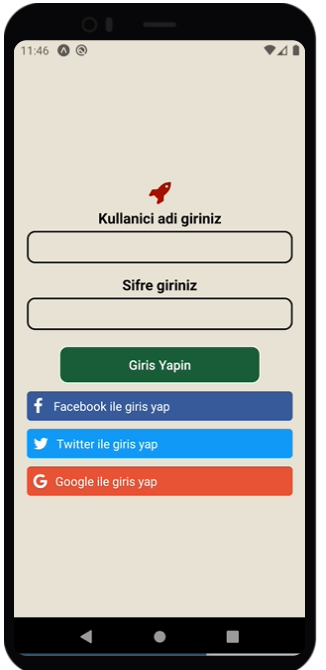 11:46
Kullanici adi giriniz
Sifre giriniz
Giris Yapin
Facebook ile giris yap
Twitter ile giris yap
Google ile giris yap